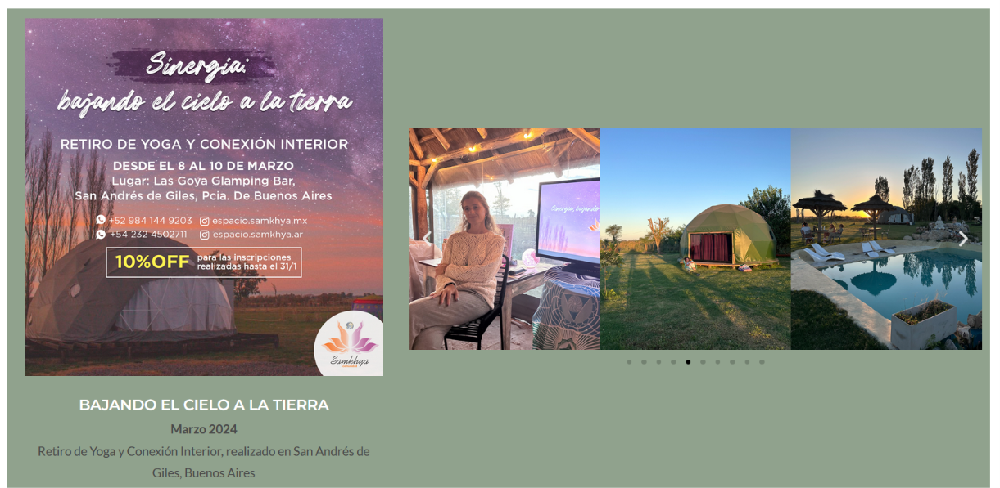 Sinergia:
bajando el cielo a la tierra
RETIRO DE YOGA Y CONEXIÓN INTERIOR
DESDE EL 8 AL 10 DE MARZO
Lugar: Las Goya Glamping Bar,
San Andrés de Giles, Pcia. De Buenos Aires
+52 984 144 9203 espacio.samkhya.mx
+54 232 4502711 espacio.samkhya.ar
10%OFF para las inscripciones
realizadas hasta el 31/1
Samkhya
Sinergia: bajando
BAJANDO EL CIELO A LA TIERRA
Marzo 2024
Retiro de Yoga y Conexión Interior, realizado en San Andrés de
Giles, Buenos Aires